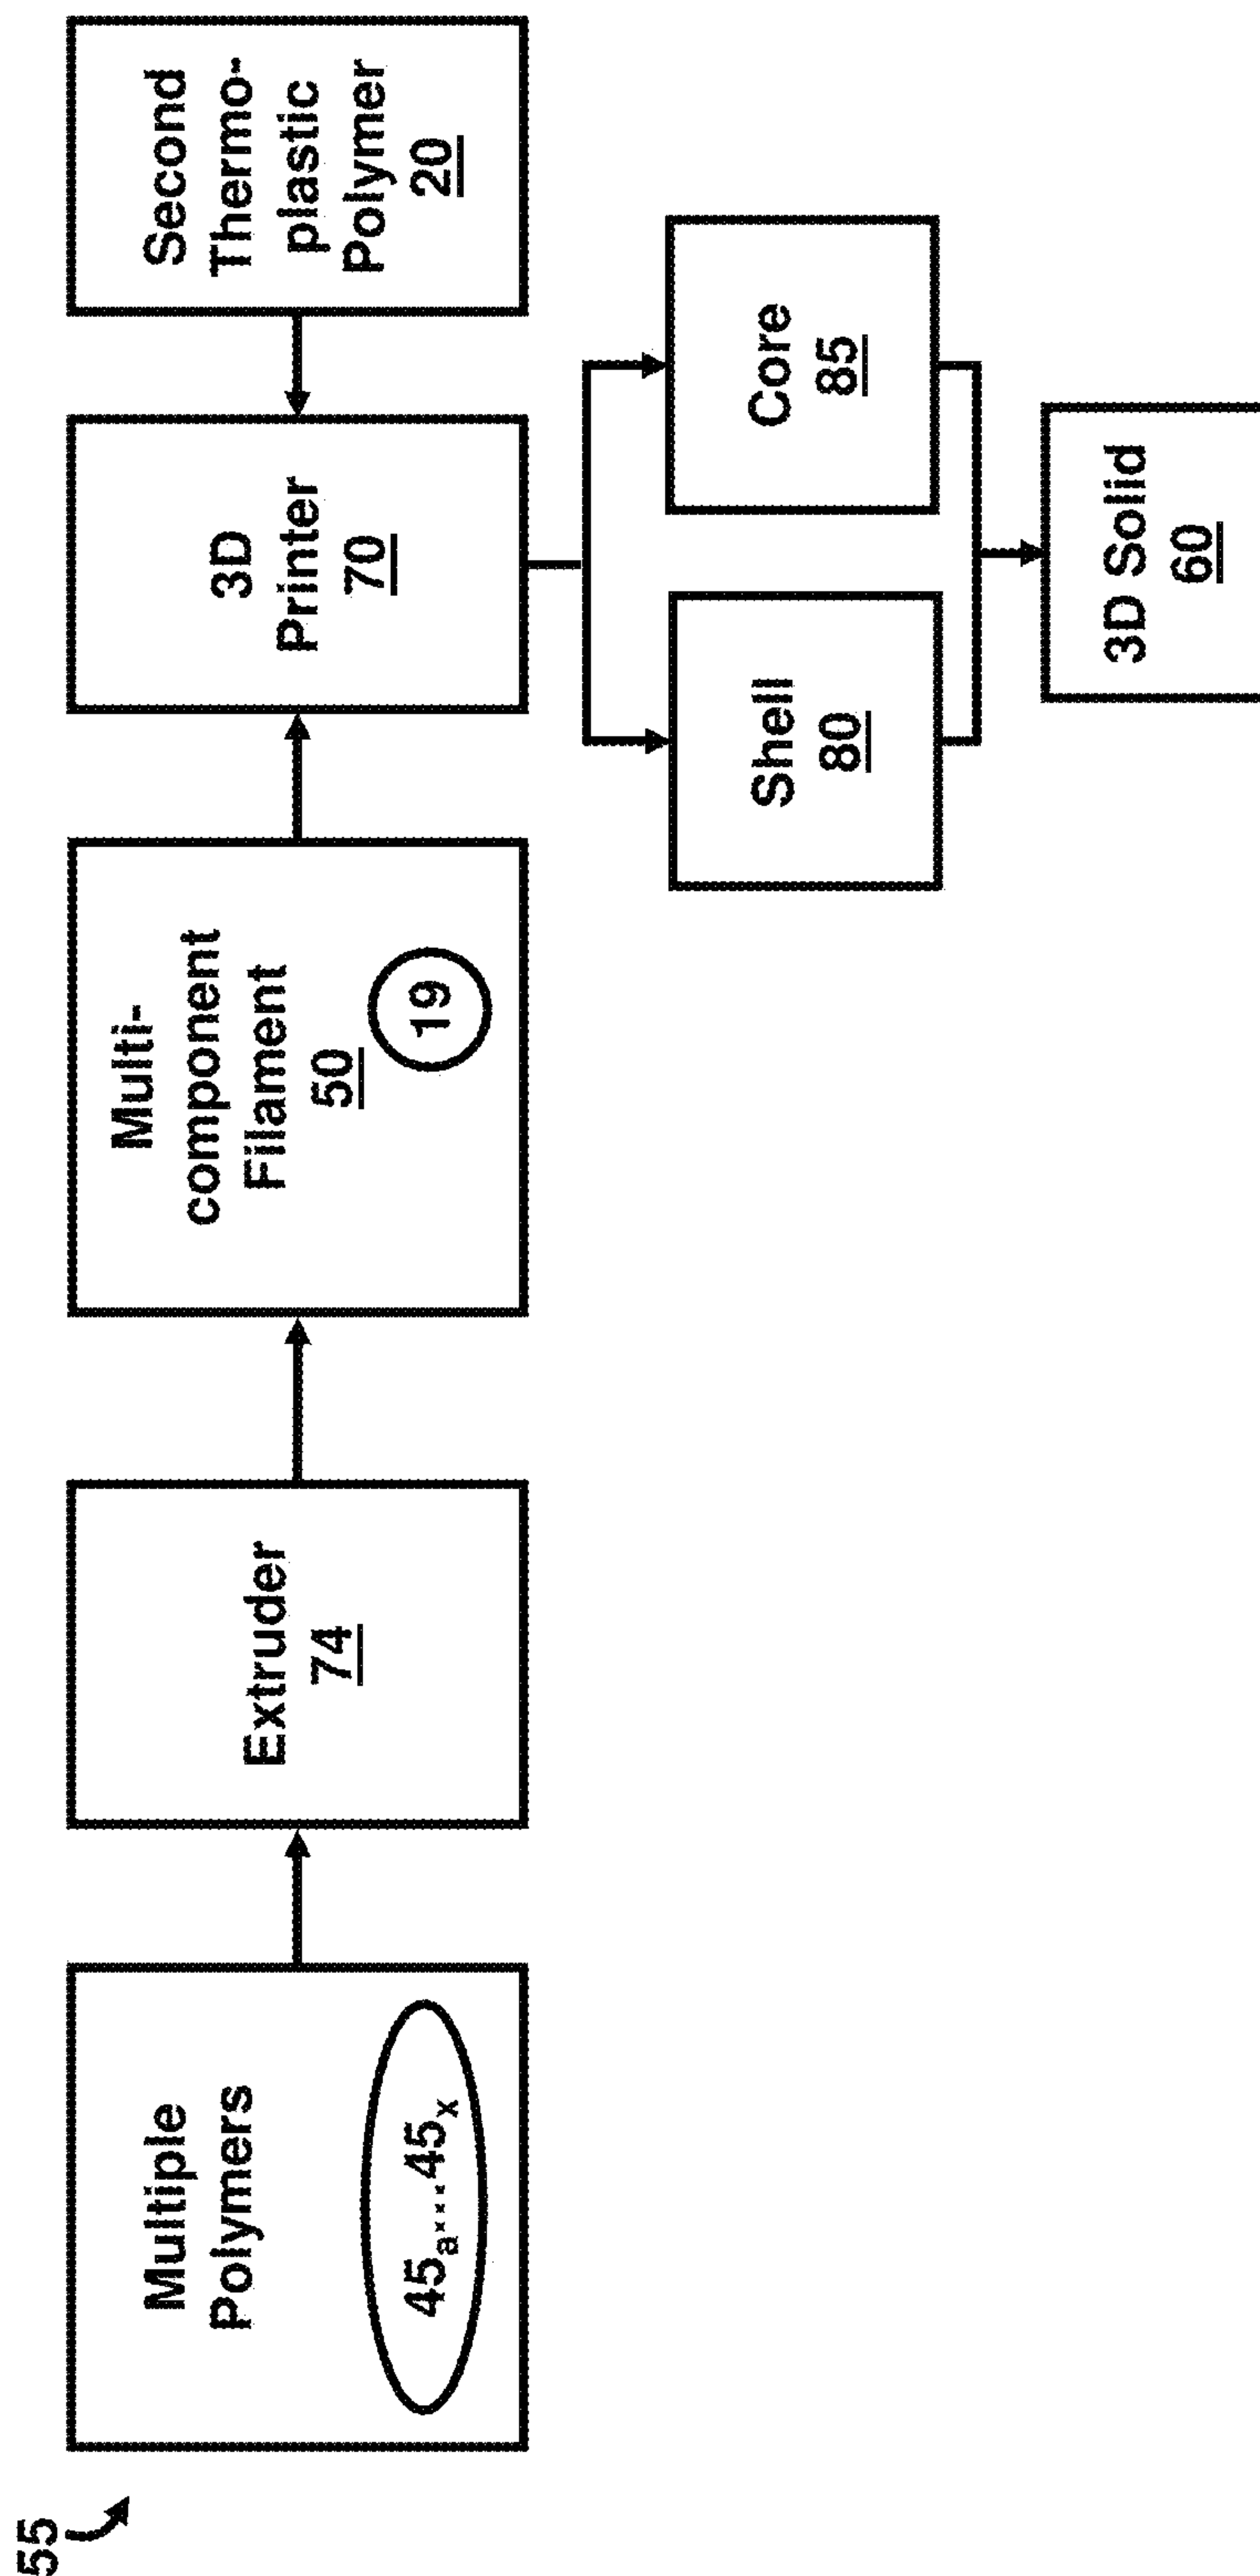 55
Multiple
Polymers
45a...45x
Extruder
74
Multi-
component
Filament
50
19
3D
Printer
70
Second
Thermo-
plastic
Polymer
20
Shell
80
Core
85
3D Solid
60